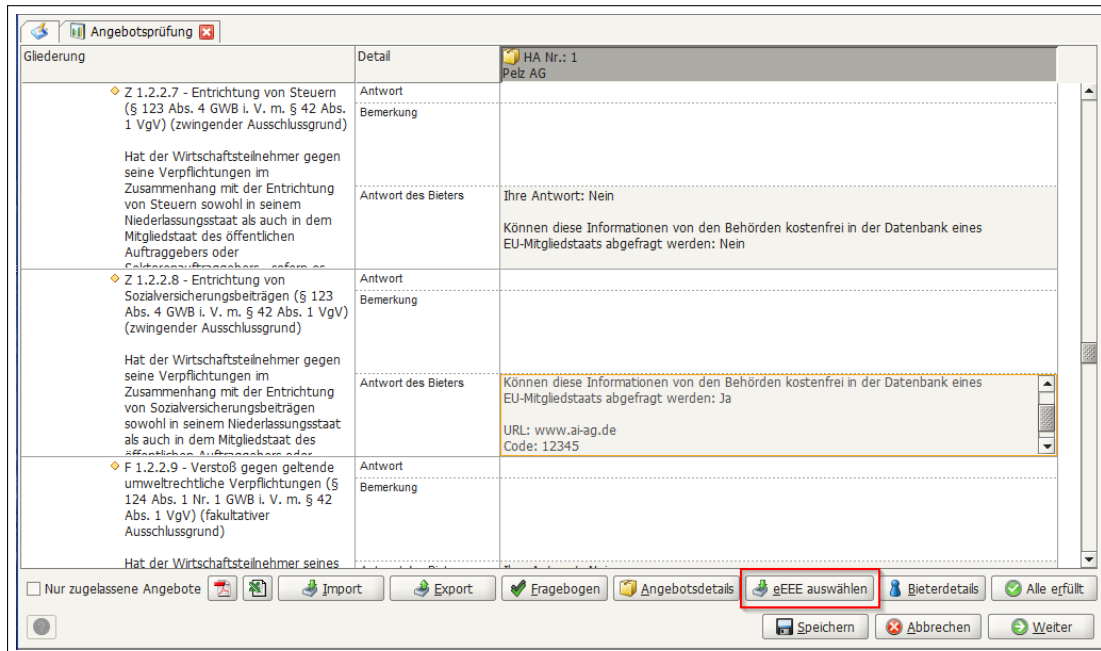 Angebotsprüfung
Gliederung
Detail
HA Nr.: 1
Pelz AG
Z 1.2.2.7 - Entrichtung von Steuern
(§ 123 Abs. 4 GWB i. V. m. § 42 Abs.
1 VgV) (zwingender Ausschlussgrund)
Hat der Wirtschaftsteilnehmer gegen
seine Verpflichtungen im
Zusammenhang mit der Entrichtung
von Steuern sowohl in seinem
Niederlassungsstaat als auch in dem
Mitgliedstaat des öffentlichen
Auftraggebers oder
Antwort
Bemerkung
Antwort des Bieters
Ihre Antwort: Nein
Können diese Informationen von den Behörden kostenfrei in der Datenbank eines
EU-Mitgliedstaats abgefragt werden: Nein
Z 1.2.2.8 - Entrichtung von
Sozialversicherungsbeiträgen (§ 123
Abs. 4 GWB i. V. m. § 42 Abs. 1 VgV)
(zwingender Ausschlussgrund)
Hat der Wirtschaftsteilnehmer gegen
seine Verpflichtungen im
Zusammenhang mit der Entrichtung
von Sozialversicherungsbeiträgen
sowohl in seinem Niederlassungsstaat
als auch in dem Mitgliedstaat des
öffentlichen Auftraggebers oder
Antwort
Bemerkung
Antwort des Bieters
Können diese Informationen von den Behörden kostenfrei in der Datenbank eines
EU-Mitgliedstaats abgefragt werden: Ja
URL: www.ai-ag.de
Code: 12345
F 1.2.2.9 - Verstoß gegen geltende
umweltrechtliche Verpflichtungen (§
124 Abs. 1 Nr. 1 GWB i. V. m. § 42
Abs. 1 VgV) (fakultativer
Ausschlussgrund)
Hat der Wirtschaftsteilnehmer seines
Antwort
Bemerkung
Nur zugelassene Angebote
Import
Export
Fragebogen
Angebotsdetails
eEEE auswählen
Bieterdetails
Alle erfüllt
Speichern
Abbrechen
Weiter